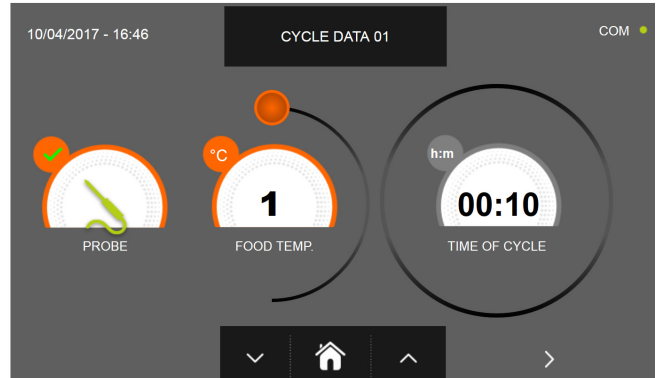 10/04/2017 - 16:46
CYCLE DATA 01
COM
°C
h:m
1
00:10
PROBE
FOOD TEMP.
TIME OF CYCLE